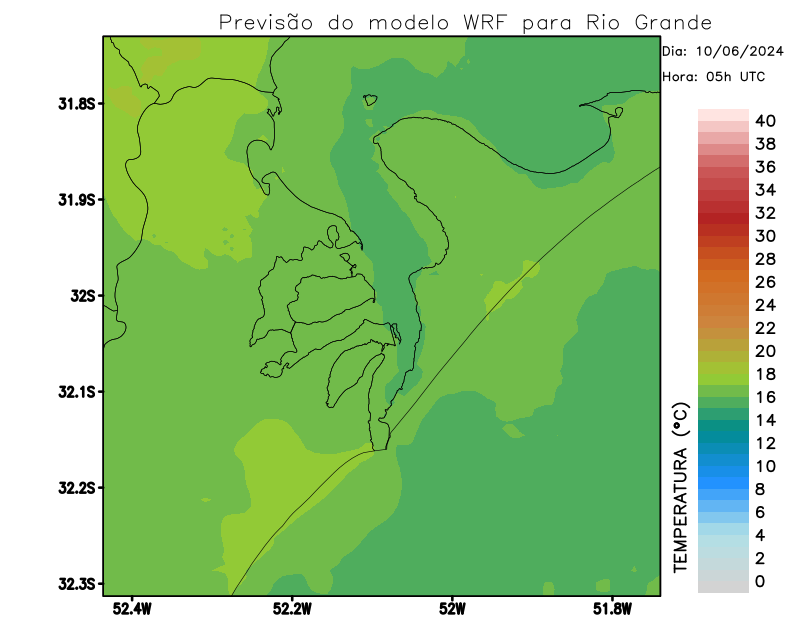 Previsão do modelo WRF para Rio Grande
Dia: 10/06/2024
Hora: 05h UTC
31.8S
31.9S
32S
32.1S
32.2S
32.3S
52.4W
52.2W
52W
51.8W
40
38
36
34
32
30
28
26
24
22
20
18
16
14
12
10
8
6
4
2
0
TEMPERATURA (°C)